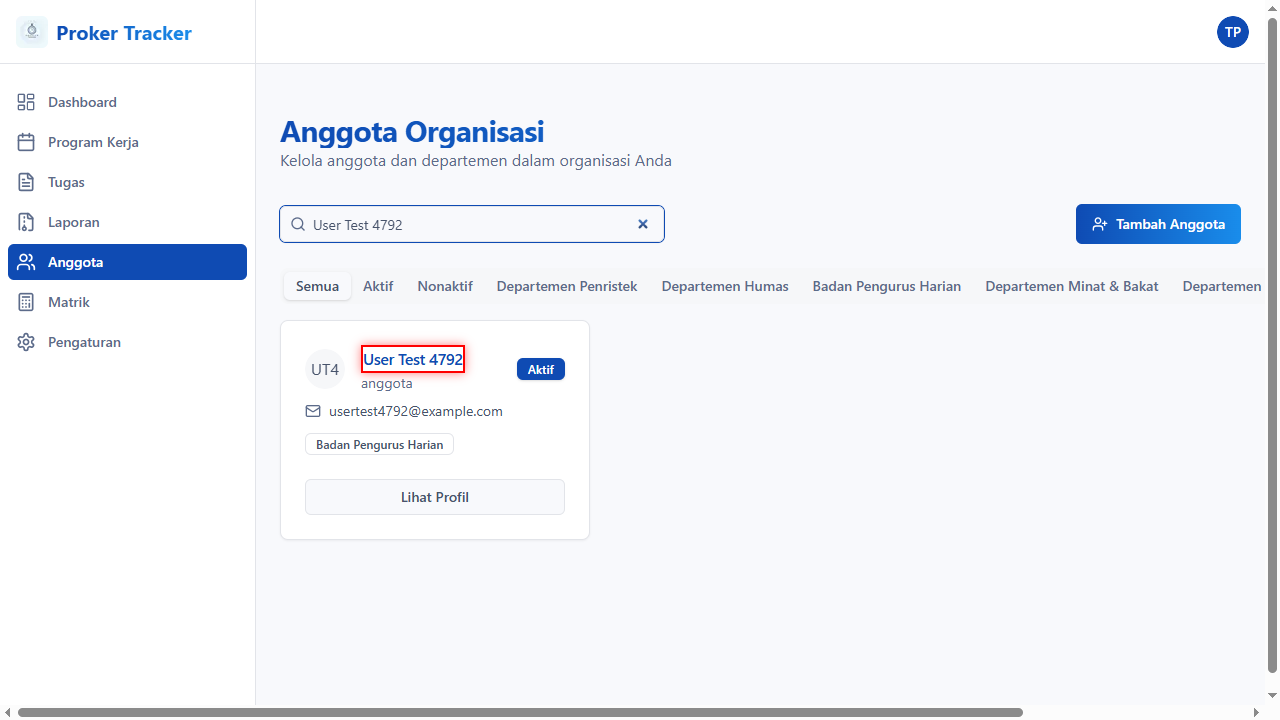 Proker Tracker
TP
Dashboard
Program Kerja
Tugas
Laporan
Anggota
Matrik
Pengaturan
Anggota Organisasi
Kelola anggota dan departemen dalam organisasi Anda
User Test 4792
Tambah Anggota
Semua Aktif Nonaktif Departemen Penristek Departemen Humas Badan Pengurus Harian Departemen Minat & Bakat Departemen
UT4
User Test 4792
anggota
Aktif
usertest4792@example.com
Badan Pengurus Harian
Lihat Profil